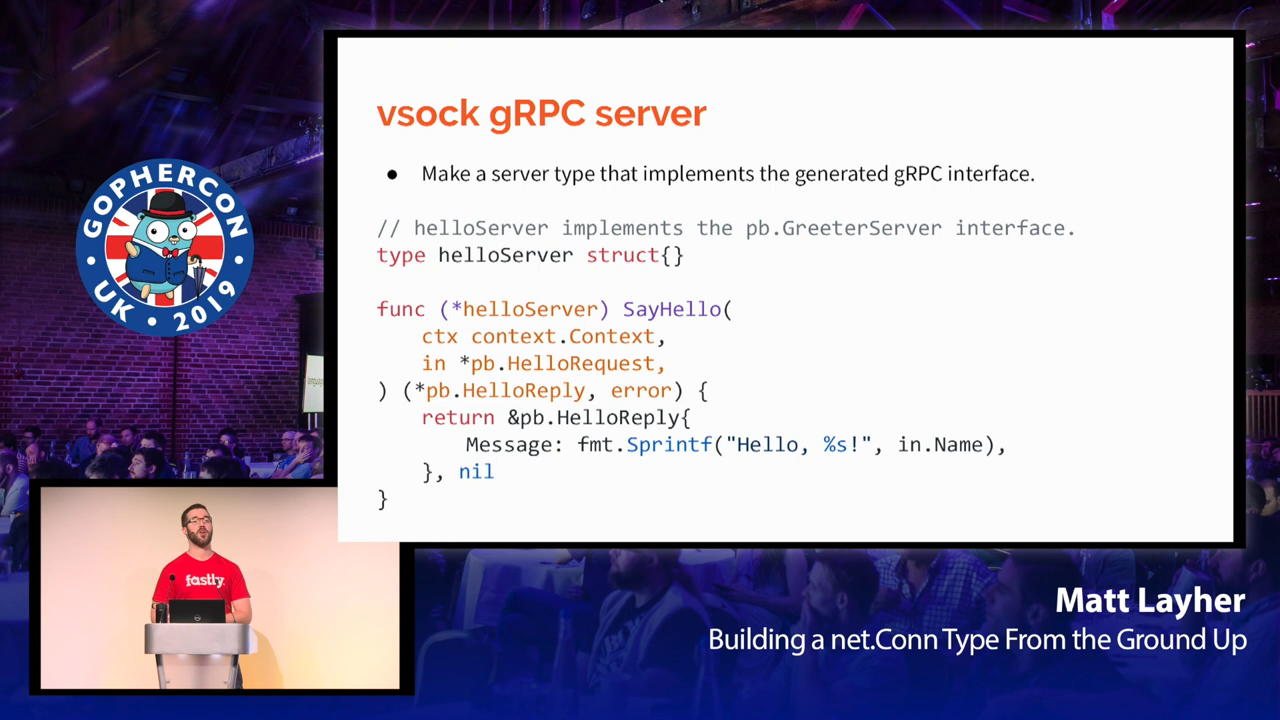 GOPHERCON
UK • 2019
vsock gRPC server
● Make a server type that implements the generated gRPC interface.
// helloServer implements the pb.GreeterServer interface.
type helloServer struct{}
func (*helloServer) SayHello(
ctx context.Context,
in *pb.HelloRequest,
) (*pb.HelloReply, error) {
return &pb.HelloReply{
Message: fmt.Sprintf("Hello, %s!", in.Name),
}, nil
}
fastly
Matt Layher
Building a net.Conn Type From the Ground Up